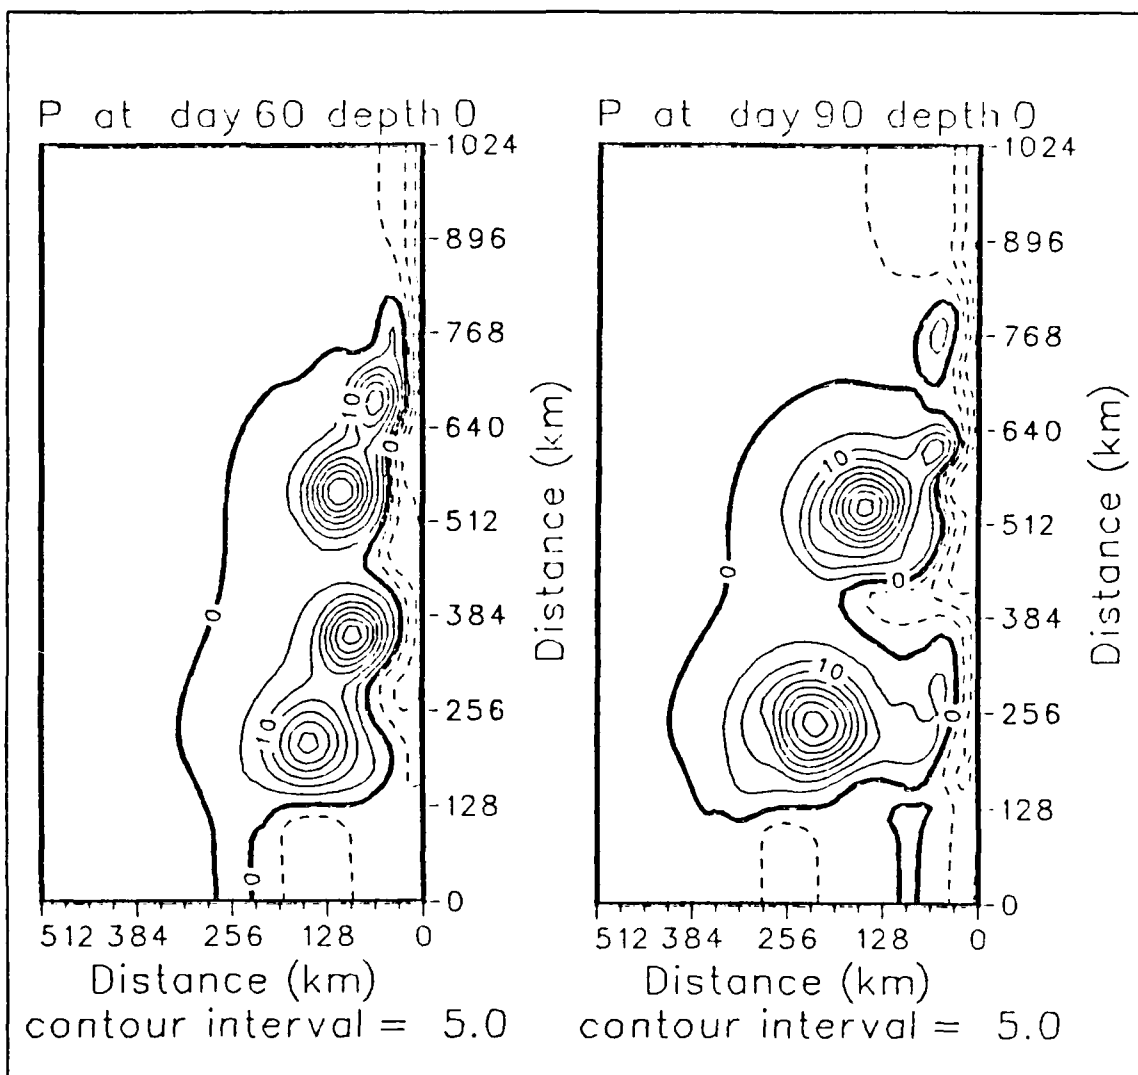 P at day 60 depth 0
-1024
-896
-768
-640
-512
-384
-256
-128
-0
Distance (km)
10
0
0
10
0
512 384 256 128 0
Distance (km)
contour interval = 5.0
P at day 90 depth 0
-1024
-896
-768
-640
-512
-384
-256
-128
-0
Distance (km)
10
0
0
10
0
512 384 256 128 0
Distance (km)
contour interval = 5.0